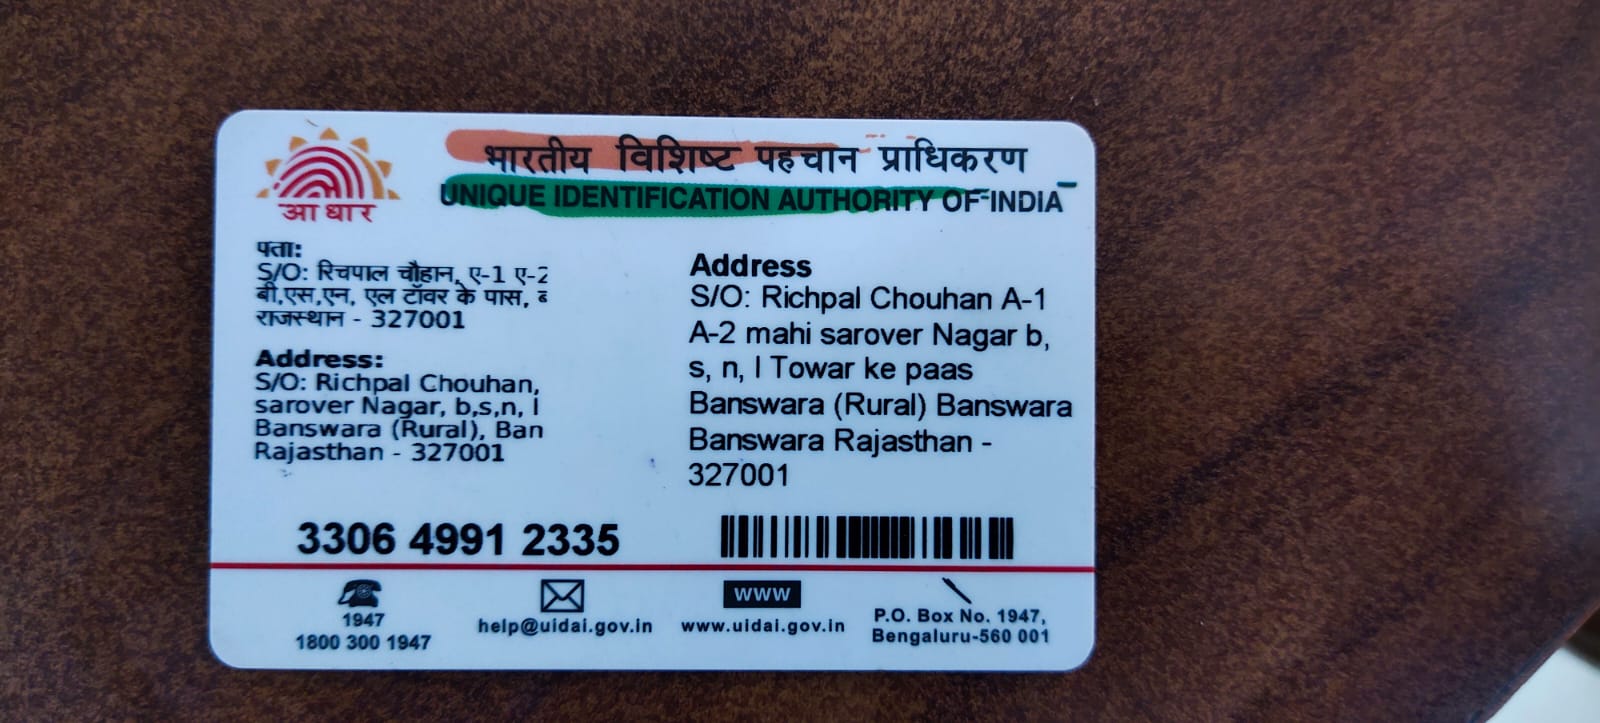 आधार
भारतीय विशिष्ट पहचान प्राधिकरण
UNIQUE IDENTIFICATION AUTHORITY OF INDIA
पता:
S/O: रिचपाल चौहान, ए-1 ए-2
बी,एस,एन, एल टॉवर के पास,
राजस्थान - 327001
Address:
S/O: Richpal Chouhan,
sarover Nagar, b,s,n, l
Banswara (Rural), Ban
Rajasthan - 327001
Address
S/O: Richpal Chouhan A-1
A-2 mahi sarover Nagar b,
s, n, l Towar ke paas
Banswara (Rural) Banswara
Banswara Rajasthan -
327001
3306 4991 2335
1947
1800 300 1947
help@uidai.gov.in
www
www.uidai.gov.in
P.O. Box No. 1947,
Bengaluru-560 001